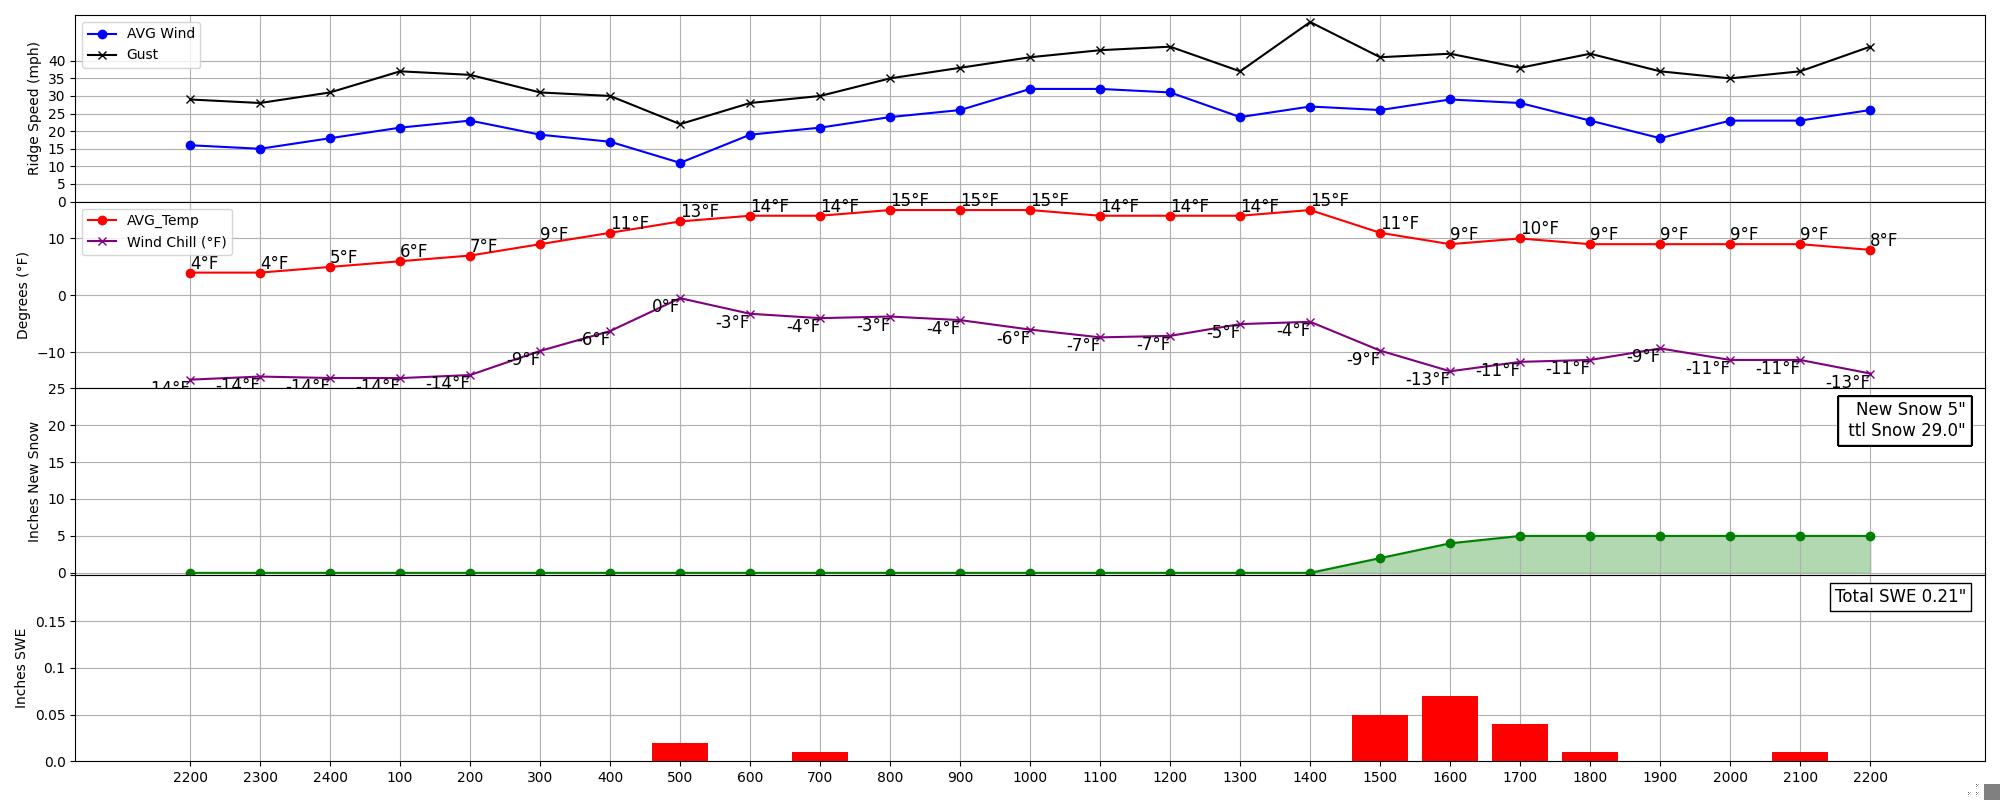 AVG Wind
Gust
Ridge Speed (mph)
40
35
30
25
20
15
10
5
0
AVG_Temp
Wind Chill (°F)
Degrees (°F)
10
0
−10
4°F 4°F 5°F 6°F 7°F 9°F 11°F 13°F 14°F 14°F 15°F 15°F 15°F 14°F 14°F 14°F 15°F 11°F 9°F 10°F 9°F 9°F 9°F 9°F 8°F
14°F -14°F -14°F -14°F -14°F -9°F -6°F 0°F -3°F -4°F -3°F -4°F -6°F -7°F -7°F -5°F -4°F -9°F -13°F -11°F -11°F -9°F -11°F -11°F -13°F
Inches New Snow
25
20
15
10
5
0
New Snow 5"
ttl Snow 29.0"
Inches SWE
0.15
0.1
0.05
0.0
Total SWE 0.21"
2200 2300 2400 100 200 300 400 500 600 700 800 900 1000 1100 1200 1300 1400 1500 1600 1700 1800 1900 2000 2100 2200